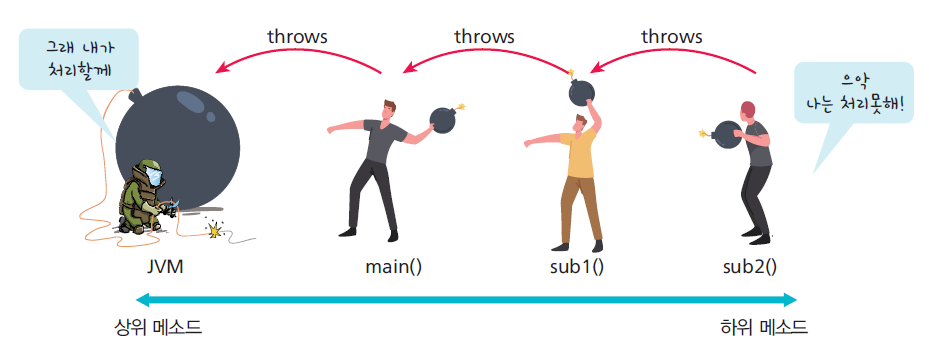 throws
throws
throws
그래 내가
처리할께
으악
나는 처리못해!
JVM
main()
sub1()
sub2()
상위 메소드
하위 메소드